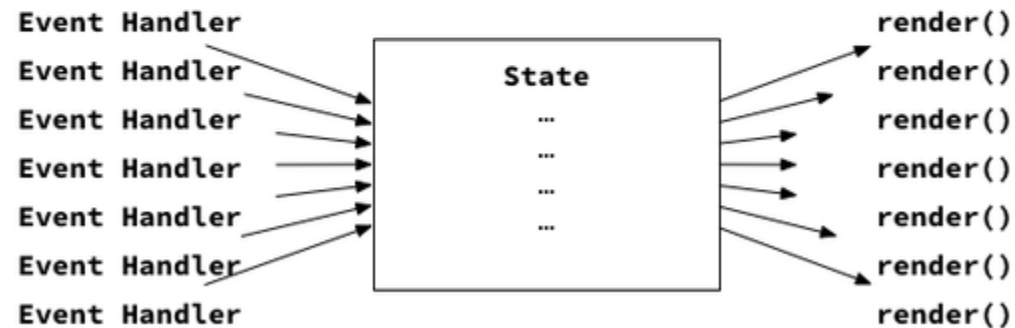 Event Handler
Event Handler
Event Handler
Event Handler
Event Handler
Event Handler
Event Handler
State
…
…
…
…
render()
render()
render()
render()
render()
render()
render()